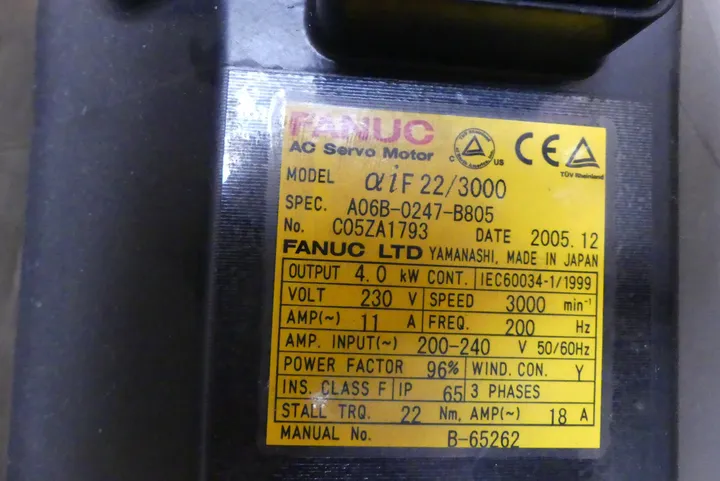 FANUC
AC Servo Motor
C US
CE
TÜV Rheinland
MODEL αiF 22/3000
SPEC. A06B-0247-B805
No. C05ZA1793 DATE 2005.12
FANUC LTD YAMANASHI, MADE IN JAPAN
OUTPUT 4.0 kW CONT. IEC60034-1/1999
VOLT 230 V SPEED 3000 min⁻¹
AMP(~) 11 A FREQ. 200 Hz
AMP. INPUT(~) 200-240 V 50/60Hz
POWER FACTOR 96% WIND. CON. Y
INS. CLASS F IP 65 3 PHASES
STALL TRQ. 22 Nm, AMP(~) 18 A
MANUAL No. B-65262